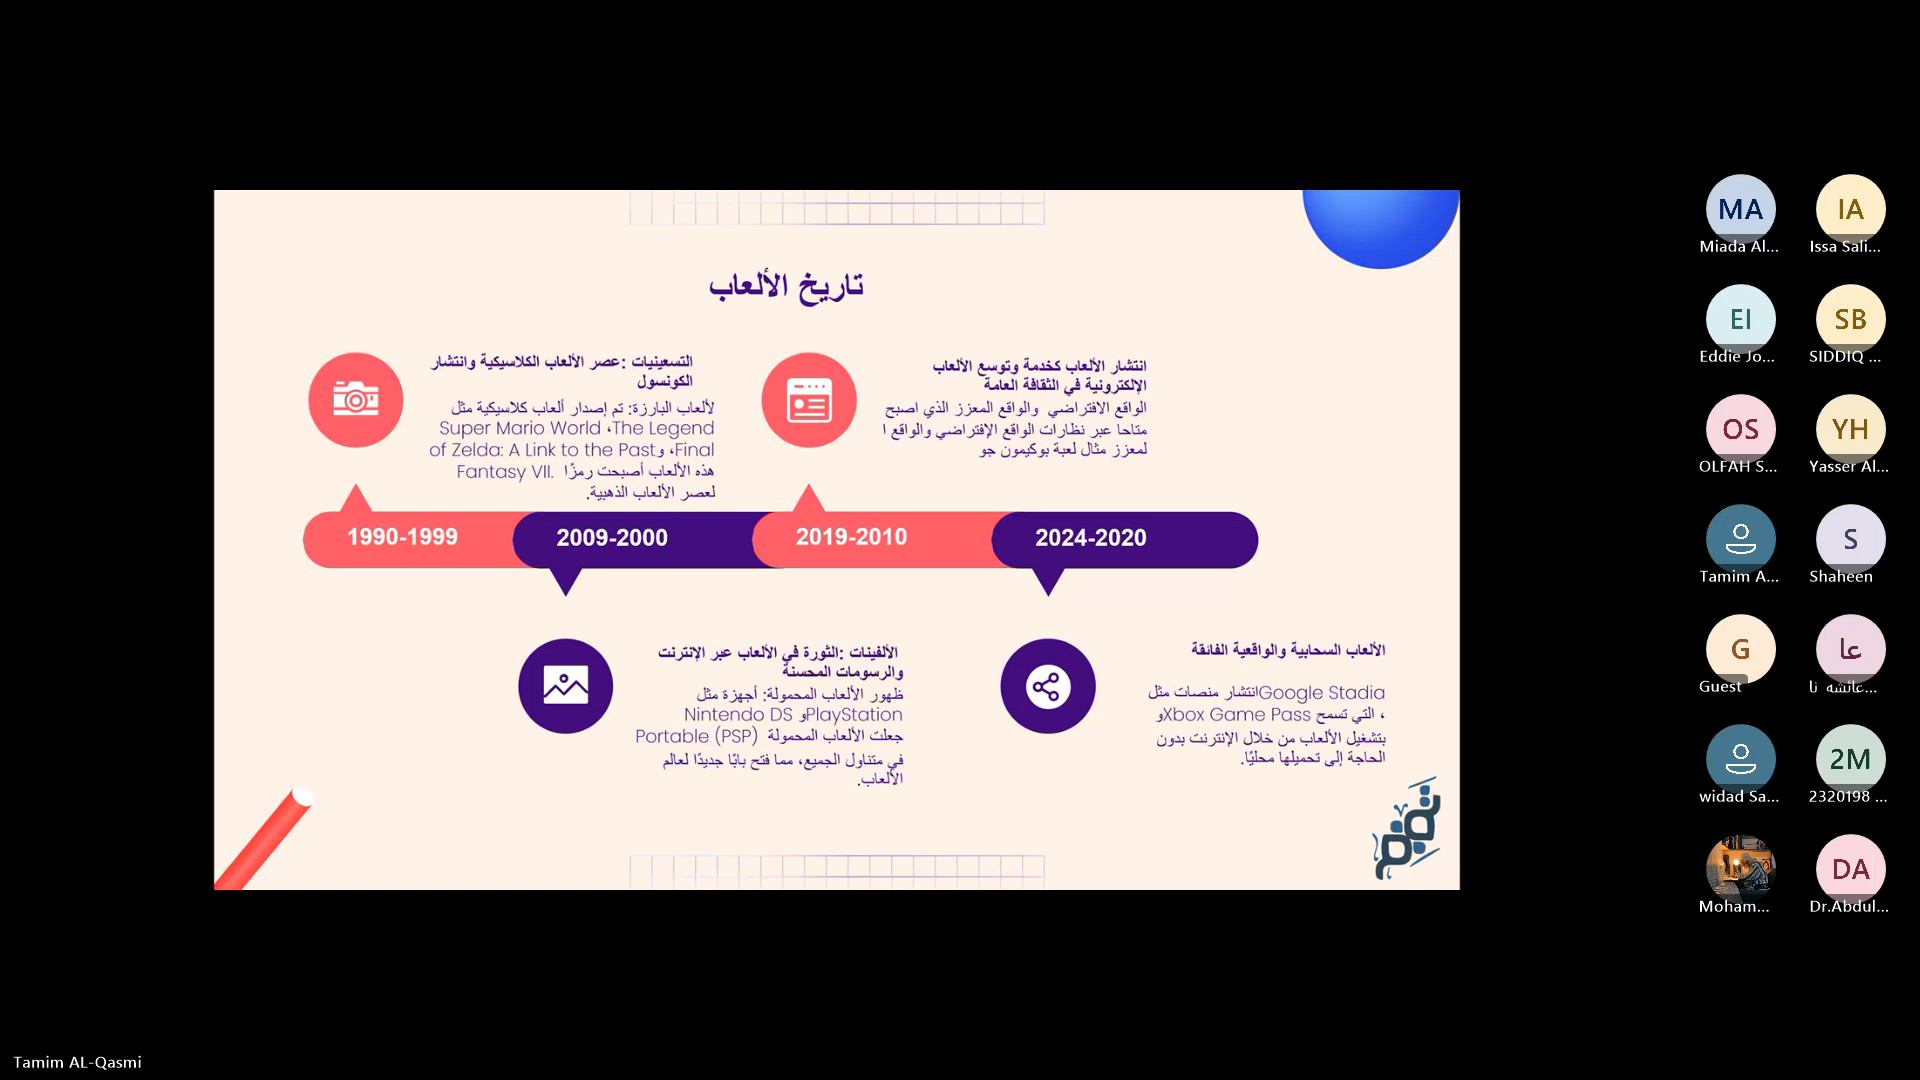 تاريخ الألعاب
التسعينيات :عصر الألعاب الكلاسيكية وانتشار
الكونسول
لألعاب البارزة: تم إصدار ألعاب كلاسيكية مثل
Super Mario World ،The Legend
of Zelda: A Link to the Pastو ،Final
Fantasy VII. هذه الألعاب أصبحت رمزًا
لعصر الألعاب الذهبية.
انتشار الألعاب كخدمة وتوسع الألعاب
الإلكترونية في الثقافة العامة
الواقع الافتراضي والواقع المعزز الذي اصبح
متاحا عبر نظارات الواقع الإفتراضي والواقع ا
لمعزز مثال لعبة بوكيمون جو
1990-1999
2009-2000
2019-2010
2024-2020
الألفينات :الثورة في الألعاب عبر الإنترنت
والرسومات المحسنة
ظهور الألعاب المحمولة: أجهزة مثل
Nintendo DS وPlayStation
Portable (PSP) جعلت الألعاب المحمولة
في متناول الجميع، مما فتح بابًا جديدًا لعالم
الألعاب.
الألعاب السحابية والواقعية الفائقة
انتشار منصات مثلGoogle Stadia
وXbox Game Pass ، التي تسمح
بتشغيل الألعاب من خلال الإنترنت بدون
الحاجة إلى تحميلها محليًا.
MA
Miada Al...
IA
Issa Sali...
EI
Eddie Jo...
SB
SIDDIQ ...
OS
OLFAH S...
YH
Yasser Al...
Tamim A...
S
Shaheen
G
Guest
عا
عائشه نا...
widad Sa...
2M
2320198 ...
Moham...
DA
Dr.Abdul...
Tamim AL-Qasmi